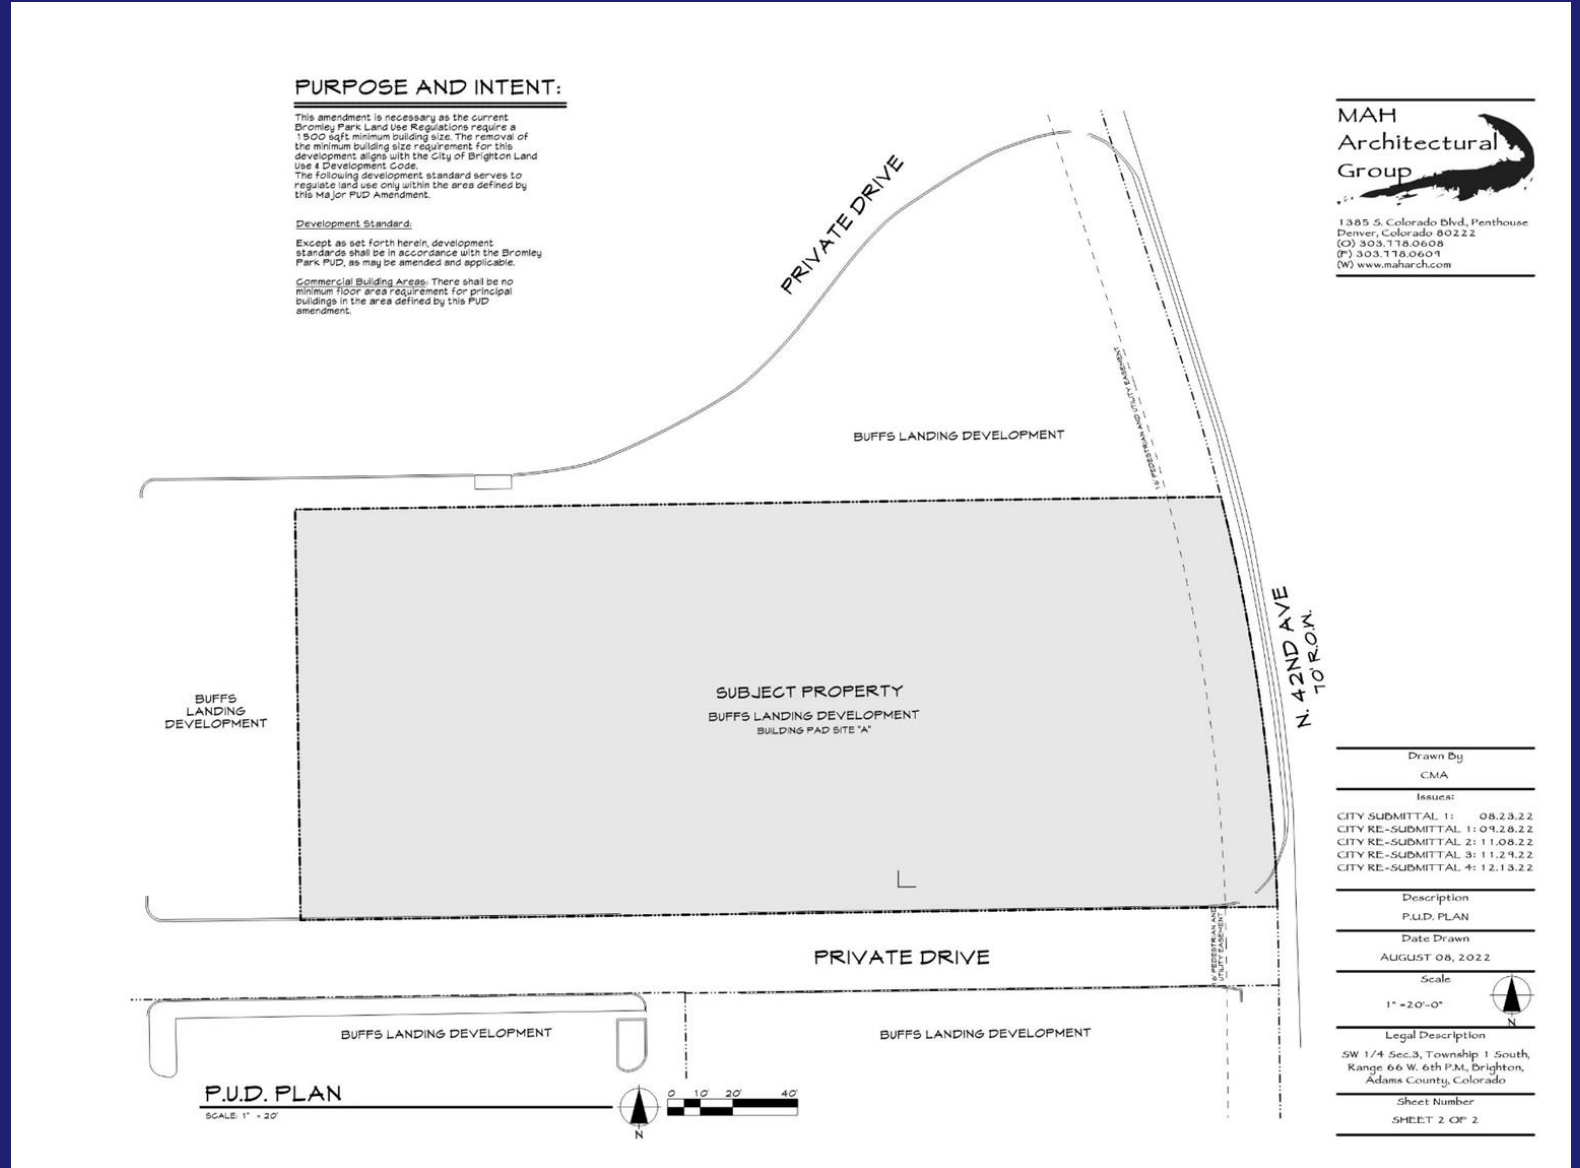 PURPOSE AND INTENT:
This amendment is necessary as the current
Bromley Park Land Use Regulations require a
1500 sqft minimum building size. The removal of
the minimum building size requirement for this
development aligns with the City of Brighton Land
Use & Development Code.
The following development standard serves to
regulate land use only within the area defined by
this Major PUD Amendment.
Development Standard:
Except as set forth herein, development
standards shall be in accordance with the Bromley
Park PUD, as may be amended and applicable.
Commercial Building Areas: There shall be no
minimum floor area requirement for principal
buildings in the area defined by this PUD
amendment.
MAH
Architectural
Group
1385 S. Colorado Blvd., Penthouse
Denver, Colorado 80222
(O) 303.778.0608
(F) 303.778.0609
(W) www.maharch.com
PRIVATE DRIVE
16' PEDESTRIAN AND UTILITY EASEMENT
BUFFS LANDING DEVELOPMENT
N. 42ND AVE
70' R.O.W.
BUFFS
LANDING
DEVELOPMENT
SUBJECT PROPERTY
BUFFS LANDING DEVELOPMENT
BUILDING PAD SITE "A"
PRIVATE DRIVE
16' PEDESTRIAN AND
UTILITY EASEMENT
BUFFS LANDING DEVELOPMENT
BUFFS LANDING DEVELOPMENT
P.U.D. PLAN
SCALE: 1" = 20'
N
0 10' 20' 40'
Drawn By
CMA
Issues:
CITY SUBMITTAL 1: 08.23.22
CITY RE-SUBMITTAL 1: 09.28.22
CITY RE-SUBMITTAL 2: 11.08.22
CITY RE-SUBMITTAL 3: 11.29.22
CITY RE-SUBMITTAL 4: 12.13.22
Description
P.U.D. PLAN
Date Drawn
AUGUST 08, 2022
Scale
1" =20'-0"
N
Legal Description
SW 1/4 Sec.3, Township 1 South,
Range 66 W. 6th P.M., Brighton,
Adams County, Colorado
Sheet Number
SHEET 2 OF 2